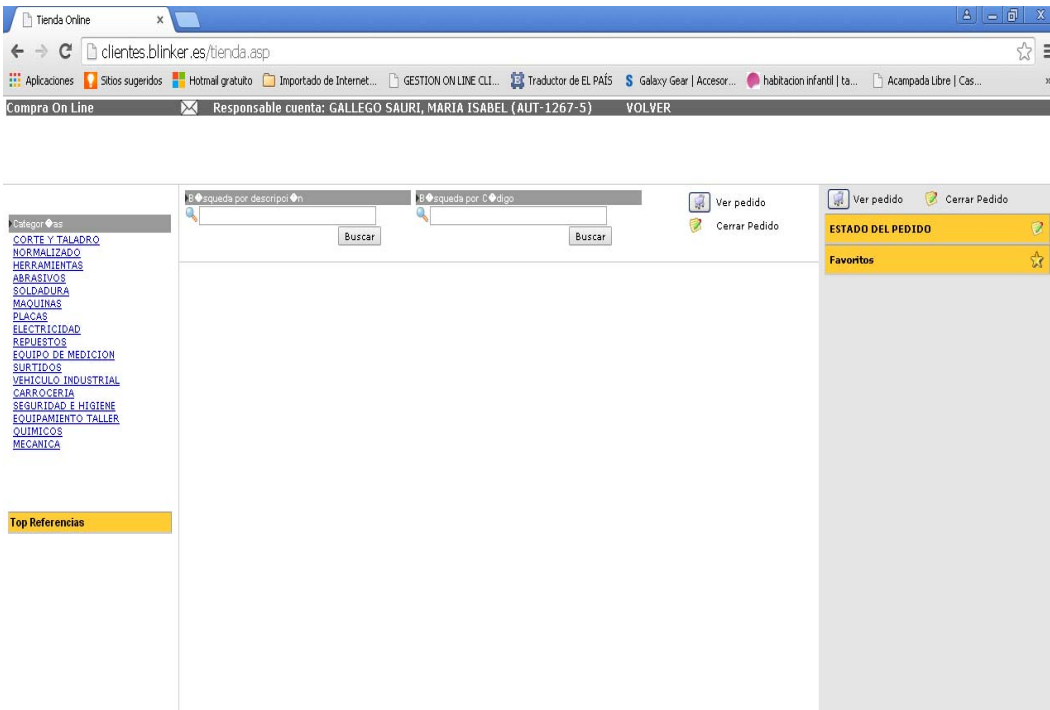 Tienda Online
clientes.blinker.es/tienda.asp
Aplicaciones Sitios sugeridos Hotmail gratuito Importado de Internet... GESTION ON LINE CLI... Traductor de EL PAÍS Galaxy Gear | Accesor... habitacion infantil | ta... Acampada Libre | Cas...
Compra On Line Responsable cuenta: GALLEGO SAURI, MARIA ISABEL (AUT-1267-5) VOLVER
Categor�as
CORTE Y TALADRO
NORMALIZADO
HERRAMIENTAS
ABRASIVOS
SOLDADURA
MAQUINAS
PLACAS
ELECTRICIDAD
REPUESTOS
EQUIPO DE MEDICION
SURTIDOS
VEHICULO INDUSTRIAL
CARROCERIA
SEGURIDAD E HIGIENE
EQUIPAMIENTO TALLER
QUIMICOS
MECANICA
Top Referencias
B�squeda por descripci�n
Buscar
B�squeda por C�digo
Buscar
Ver pedido
Cerrar Pedido
Ver pedido Cerrar Pedido
ESTADO DEL PEDIDO
Favoritos